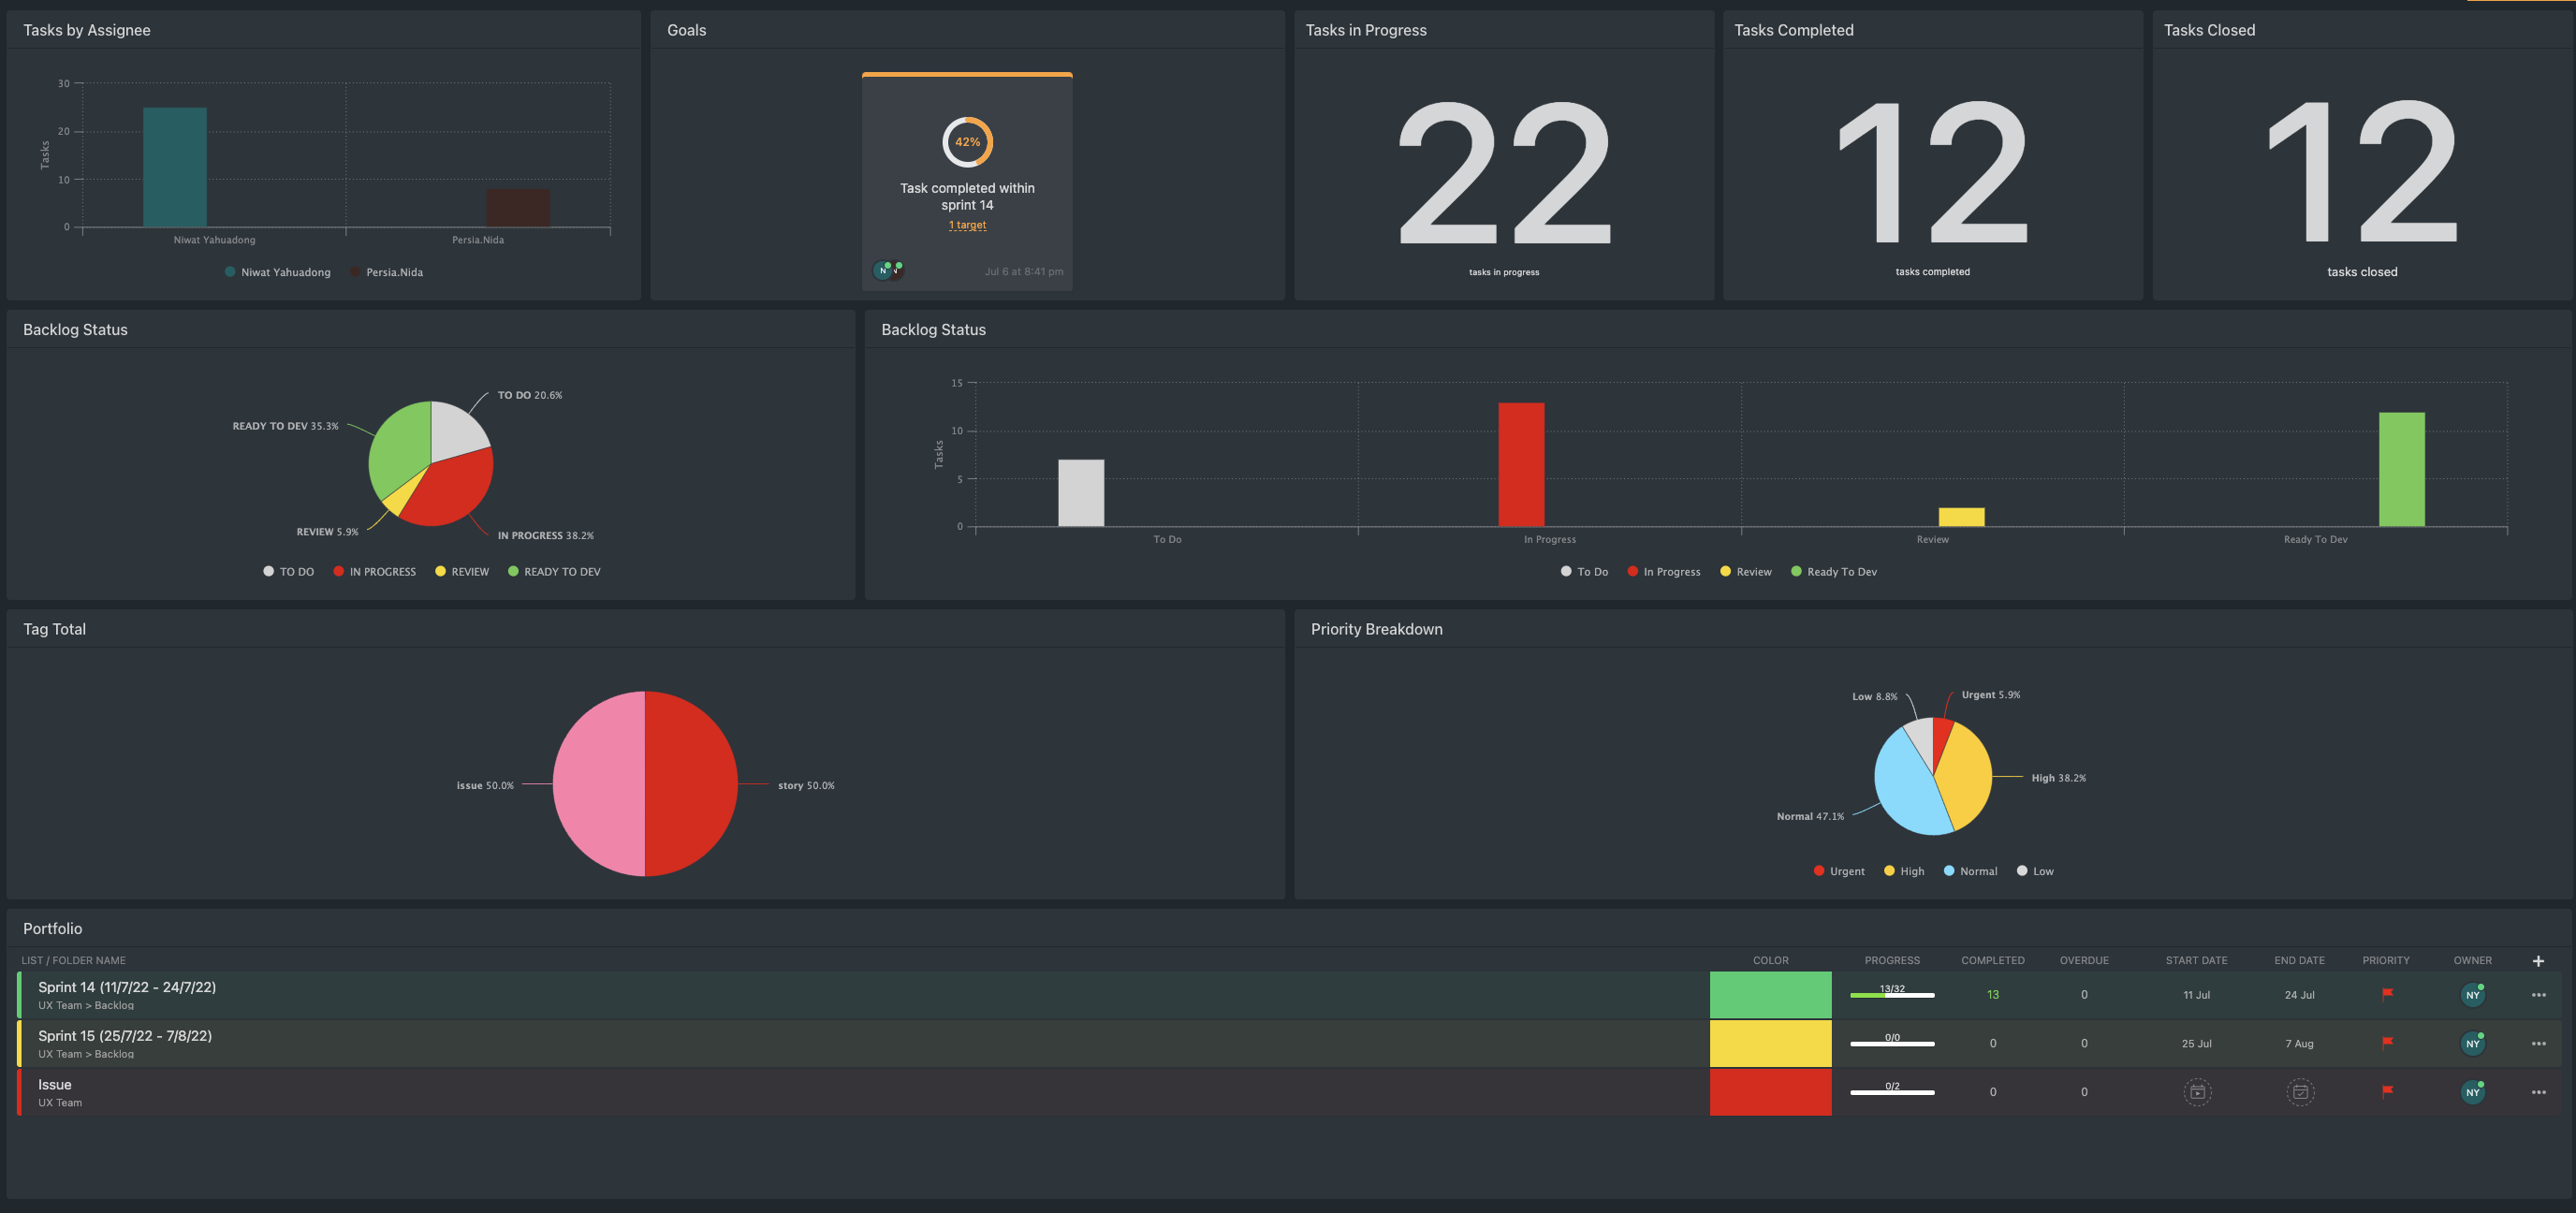 Tasks by Assignee
30
20
10
0
Tasks
Niwat Yahuadong
Persia.Nida
Niwat Yahuadong
Persia.Nida
Goals
42%
Task completed within
sprint 14
1 target
N
N
Jul 6 at 8:41 pm
Tasks in Progress
22
tasks in progress
Tasks Completed
12
tasks completed
Tasks Closed
12
tasks closed
Backlog Status
TO DO 20.6%
READY TO DEV 35.3%
REVIEW 5.9%
IN PROGRESS 38.2%
TO DO
IN PROGRESS
REVIEW
READY TO DEV
Backlog Status
15
10
5
0
Tasks
To Do
In Progress
Review
Ready To Dev
To Do
In Progress
Review
Ready To Dev
Tag Total
issue 50.0%
story 50.0%
Priority Breakdown
Low 8.8%
Urgent 5.9%
High 38.2%
Normal 47.1%
Urgent
High
Normal
Low
Portfolio
LIST / FOLDER NAME COLOR PROGRESS COMPLETED OVERDUE START DATE END DATE PRIORITY OWNER +
Sprint 14 (11/7/22 - 24/7/22)
UX Team > Backlog
13/32 13 0 11 Jul 24 Jul NY
Sprint 15 (25/7/22 - 7/8/22)
UX Team > Backlog
0/0 0 0 25 Jul 7 Aug NY
Issue
UX Team
0/2 0 0 NY